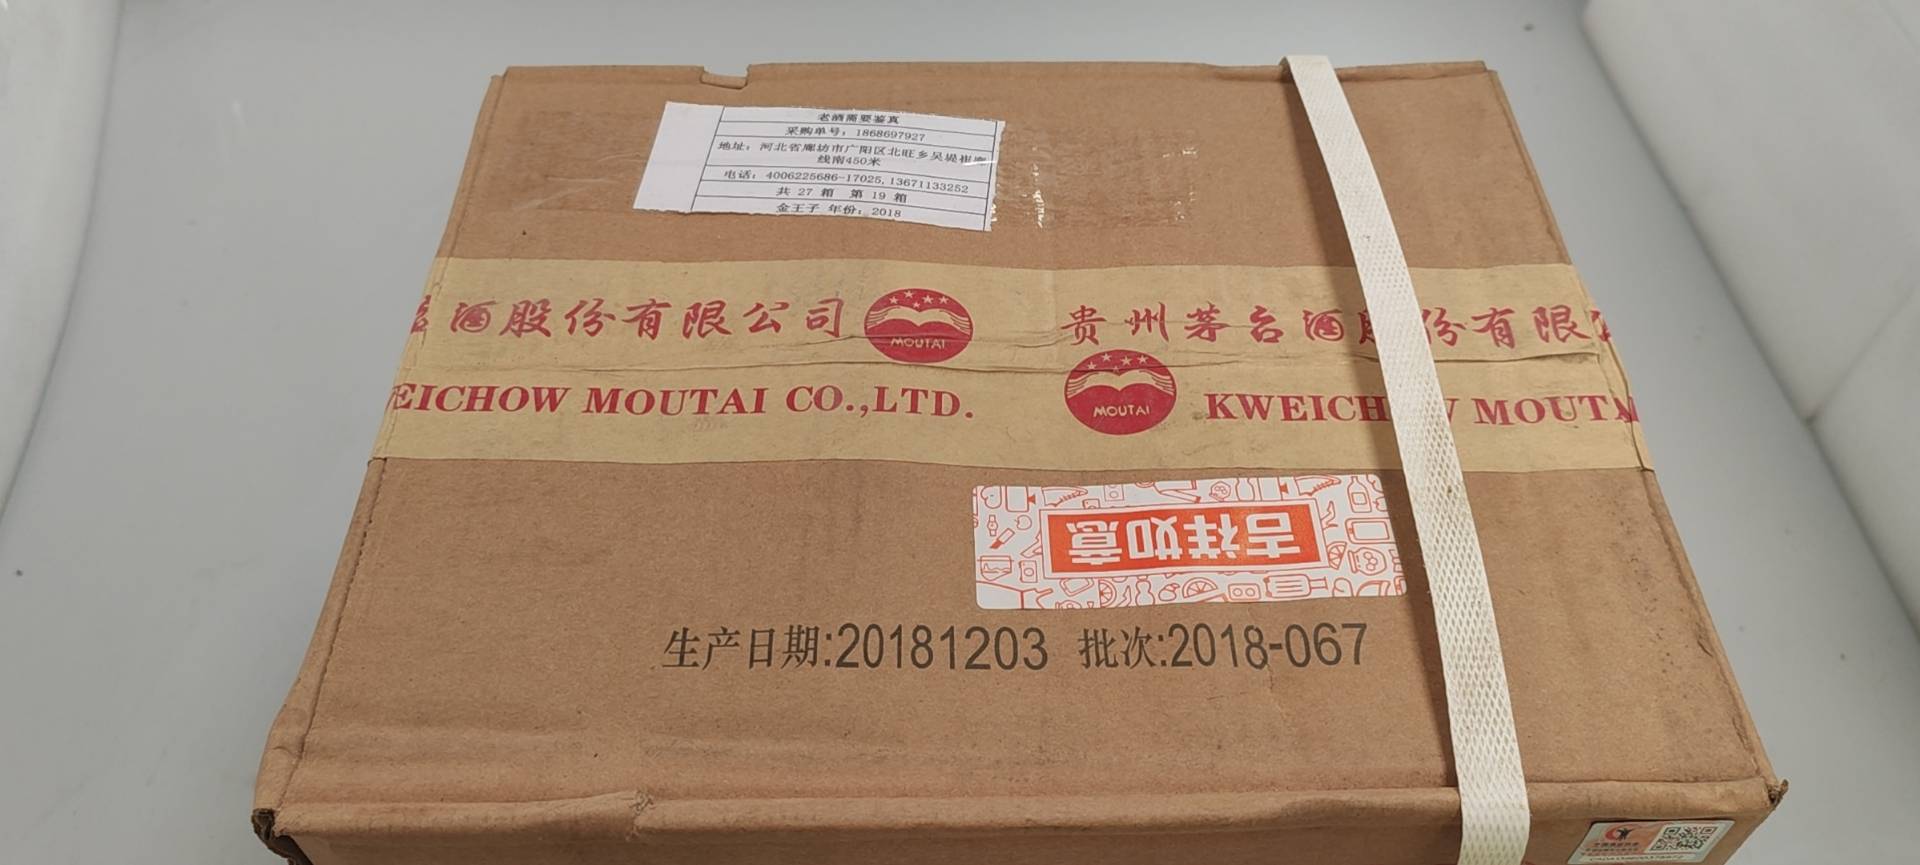 老酒需要鉴真
采购单号：1868697927
地址：河北省廊坊市广阳区北旺乡吴堤崔
线南450米
电话：4006225686-17025,13671133252
共 27 箱 第 19 箱
金王子 年份：2018
酒股份有限公司
MOUTAI
贵州茅台酒 份有限
EICHOW MOUTAI CO.,LTD.
MOUTAI
KWEICH MOUTA
吉祥如意
生产日期:20181203 批次:2018-067